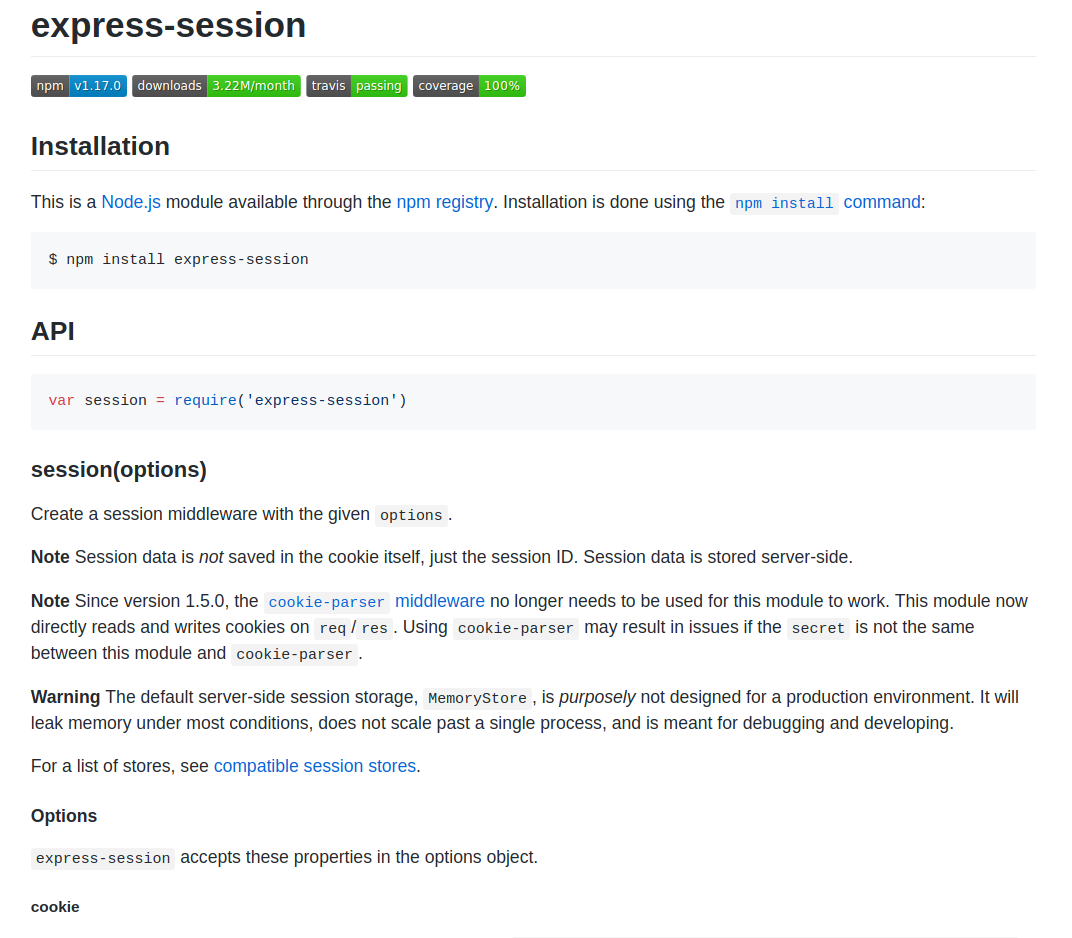 express-session
npm v1.17.0 downloads 3.22M/month travis passing coverage 100%
Installation
This is a Node.js module available through the npm registry. Installation is done using the npm install command:
$ npm install express-session
API
var session = require('express-session')
session(options)
Create a session middleware with the given options.
Note Session data is not saved in the cookie itself, just the session ID. Session data is stored server-side.
Note Since version 1.5.0, the cookie-parser middleware no longer needs to be used for this module to work. This module now
directly reads and writes cookies on req / res. Using cookie-parser may result in issues if the secret is not the same
between this module and cookie-parser.
Warning The default server-side session storage, MemoryStore, is purposely not designed for a production environment. It will
leak memory under most conditions, does not scale past a single process, and is meant for debugging and developing.
For a list of stores, see compatible session stores.
Options
express-session accepts these properties in the options object.
cookie